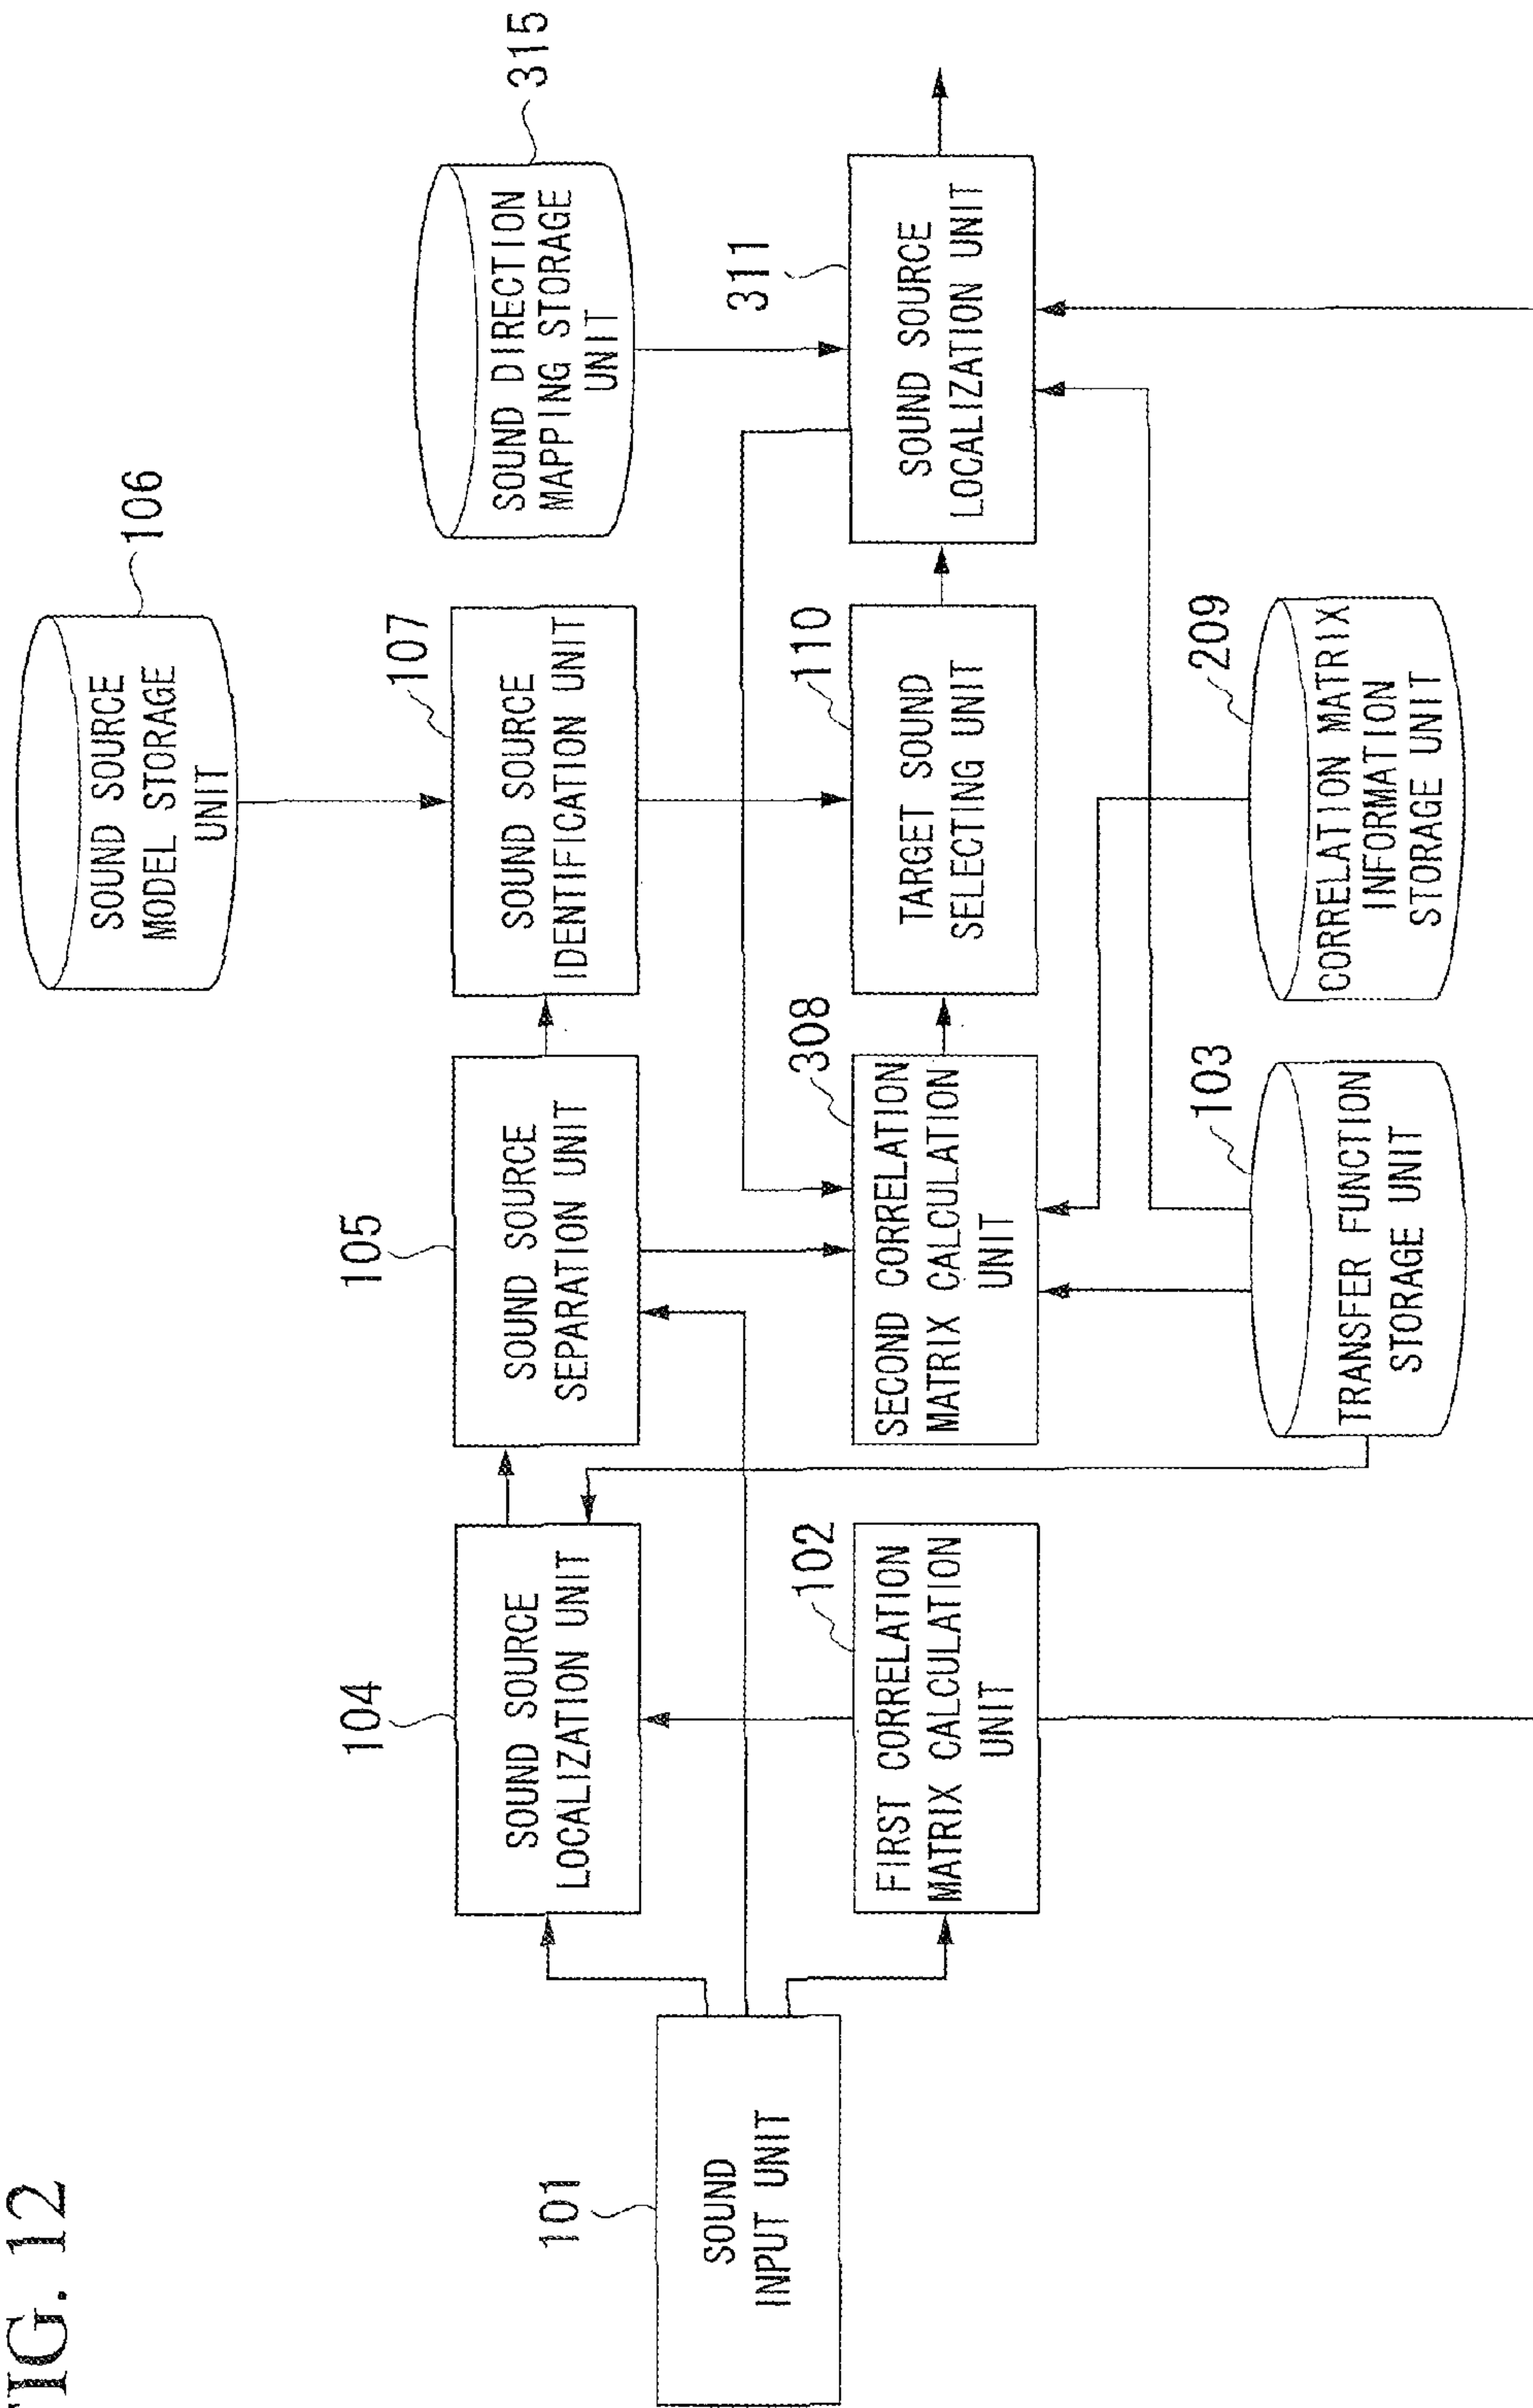 FIG. 12
106
SOUND SOURCE
MODEL STORAGE
UNIT
104
SOUND SOURCE
LOCALIZATION UNIT
105
SOUND SOURCE
SEPARATION UNIT
107
SOUND SOURCE
IDENTIFICATION UNIT
315
SOUND DIRECTION
MAPPING STORAGE
UNIT
101
SOUND
INPUT UNIT
102
FIRST CORRELATION
MATRIX CALCULATION
UNIT
308
SECOND CORRELATION
MATRIX CALCULATION
UNIT
110
TARGET SOUND
SELECTING UNIT
311
SOUND SOURCE
LOCALIZATION UNIT
103
TRANSFER FUNCTION
STORAGE UNIT
209
CORRELATION MATRIX
INFORMATION
STORAGE UNIT